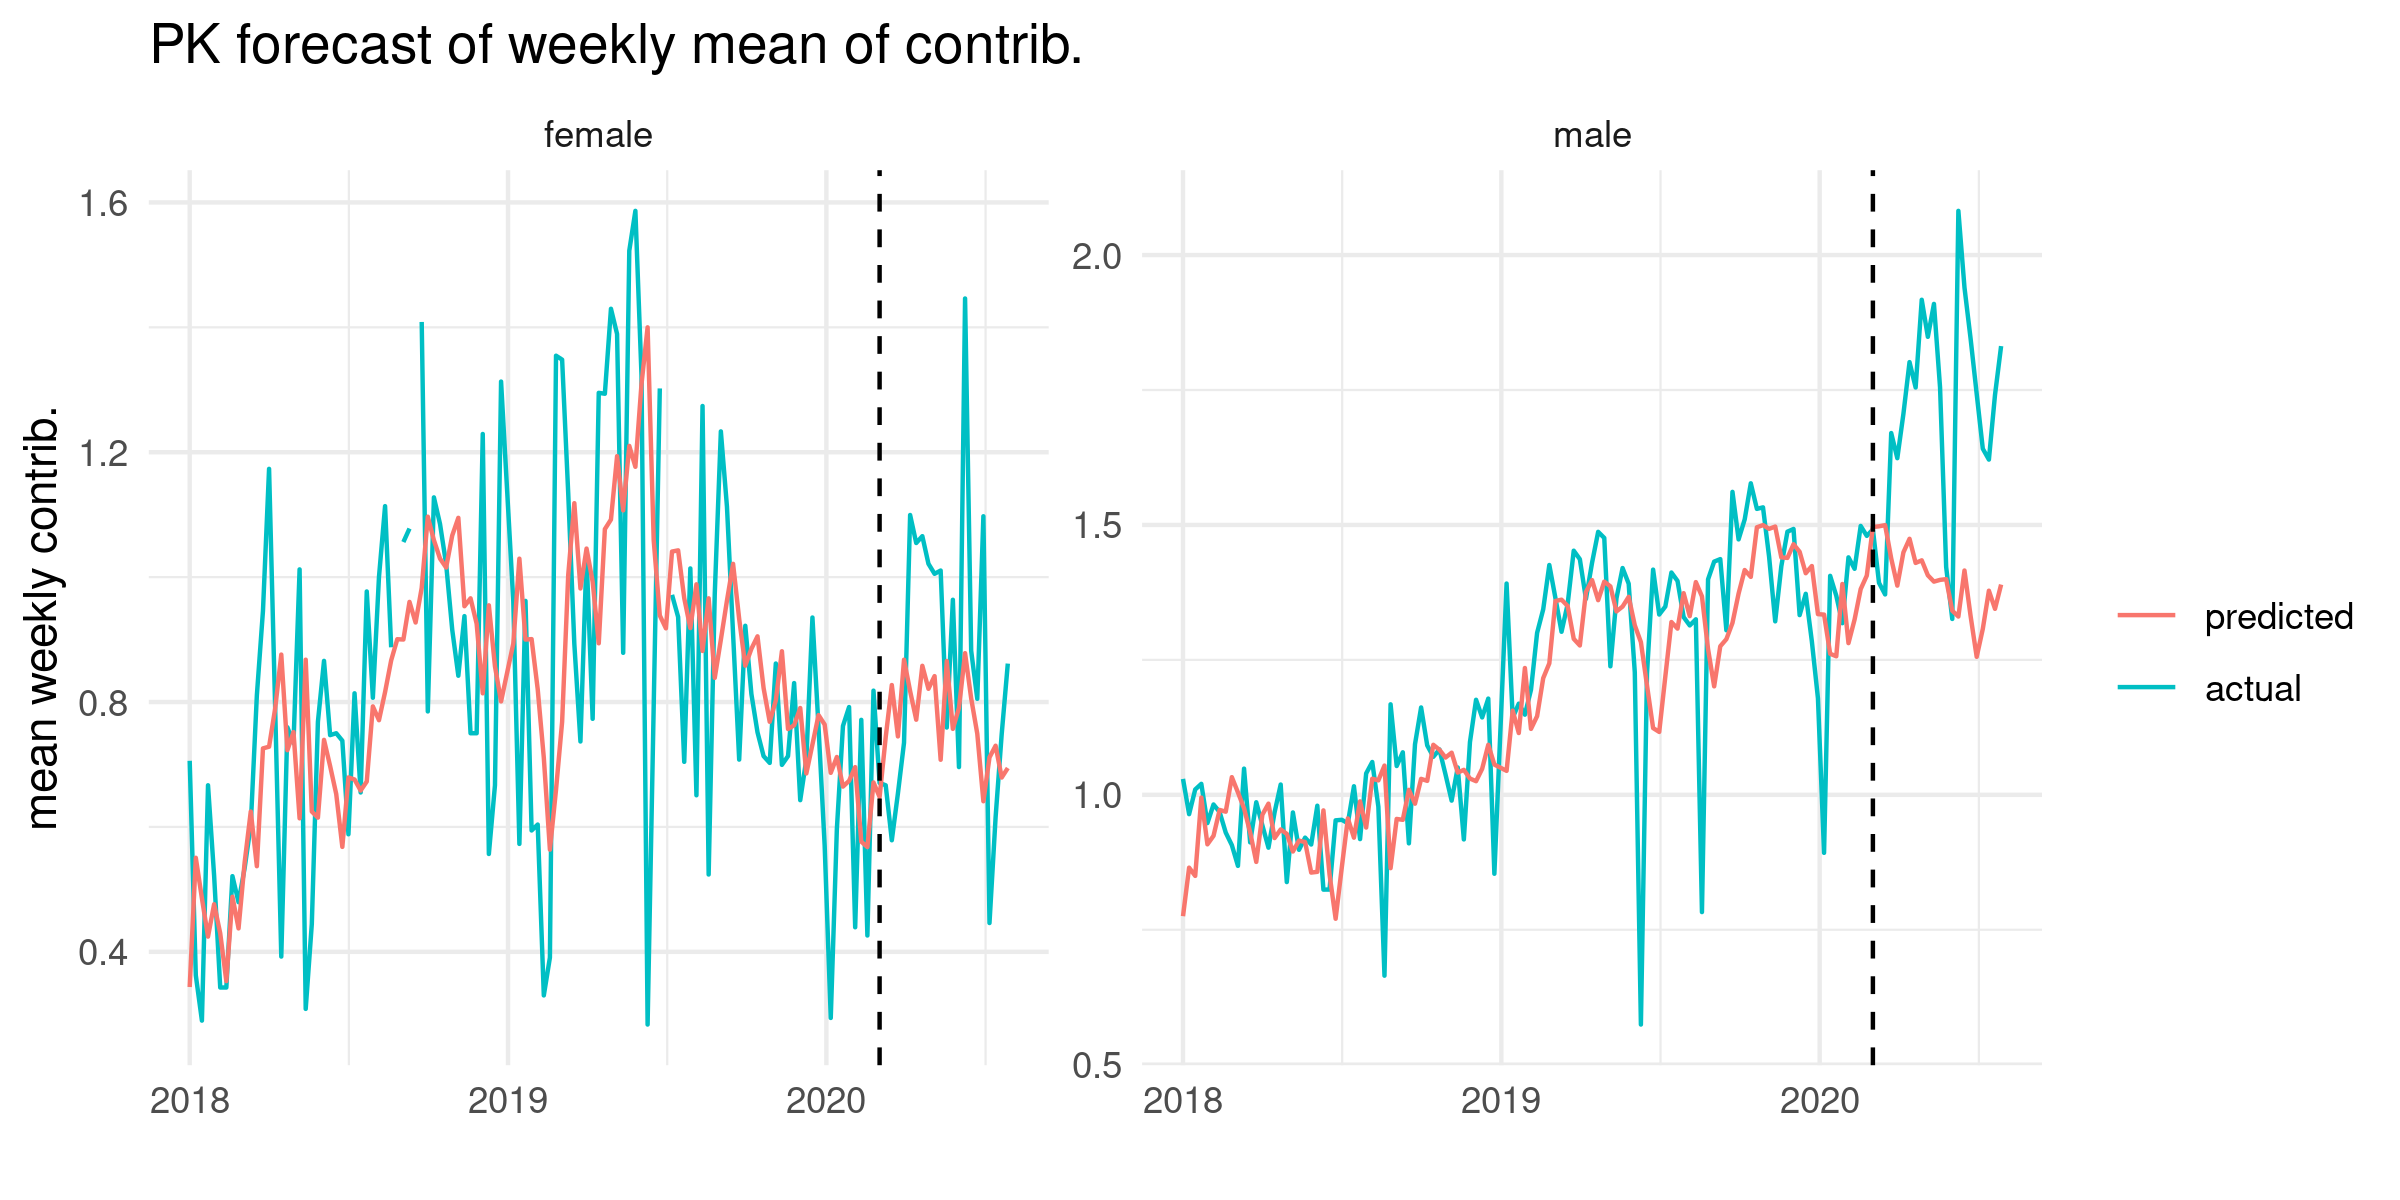 PK forecast of weekly mean of contrib.
female
male
mean weekly contrib.
1.6
1.2
0.8
0.4
2018
2019
2020
2.0
1.5
1.0
0.5
2018
2019
2020
predicted
actual